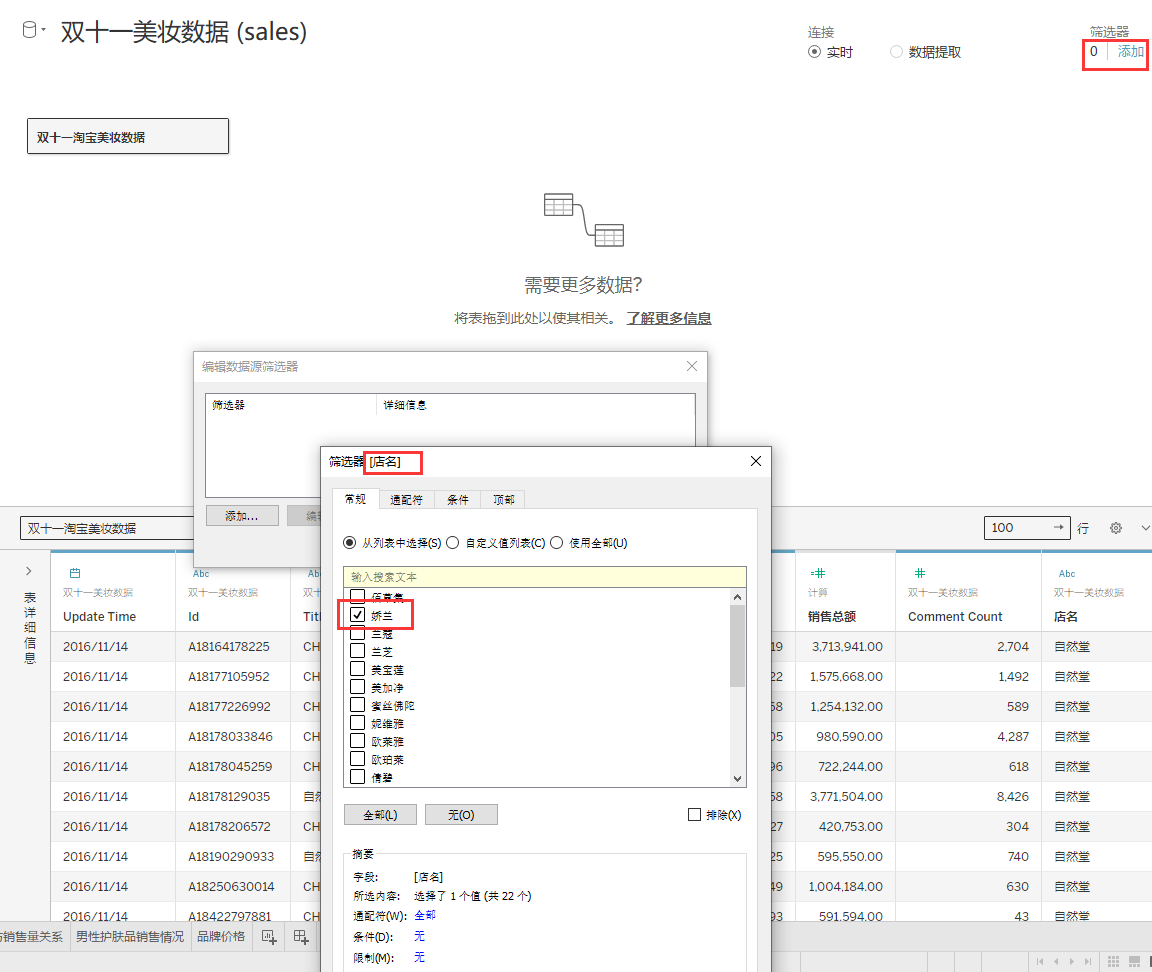 双十一美妆数据 (sales)
连接
筛选器
实时
数据提取
0
添加
双十一淘宝美妆数据
需要更多数据?
将表拖到此处以使其相关。 了解更多信息
编辑数据源筛选器
筛选器
详细信息
添加...
筛选器 [店名]
常规
通配符
条件
顶部
从列表中选择(S)
自定义值列表(C)
使用全部(U)
输入搜索文本
佰草集
娇兰
兰蔻
兰芝
美宝莲
美加净
蜜丝佛陀
妮维雅
欧莱雅
欧珀莱
倩碧
全部(L)
无(O)
排除(X)
摘要
字段: [店名]
所选内容: 选择了 1 个值 (共 22 个)
通配符(W): 全部
条件(D): 无
限制(M): 无
双十一淘宝美妆数据
100
行
表详细信息
Abc
Ab
计算
Abc
双十一美妆数据
双十一美妆数据
双十一美妆数据
双十一美妆数据
Update Time
Id
Titl
销售总额
Comment Count
店名
2016/11/14 A18164178225 CH 19 3,713,941.00 2,704 自然堂
2016/11/14 A18177105952 CH 22 1,575,668.00 1,492 自然堂
2016/11/14 A18177226992 CH 58 1,254,132.00 589 自然堂
2016/11/14 A18178033846 CH 05 980,590.00 4,287 自然堂
2016/11/14 A18178045259 CH 96 722,244.00 618 自然堂
2016/11/14 A18178129035 自然 58 3,771,504.00 8,426 自然堂
2016/11/14 A18178206572 CH 27 420,753.00 304 自然堂
2016/11/14 A18190290933 自然 25 595,550.00 740 自然堂
2016/11/14 A18250630014 CH 49 1,004,184.00 630 自然堂
2016/11/14 A18422797881 CH 93 591,594.00 43 自然堂
销售量关系
男性护肤品销售情况
品牌价格